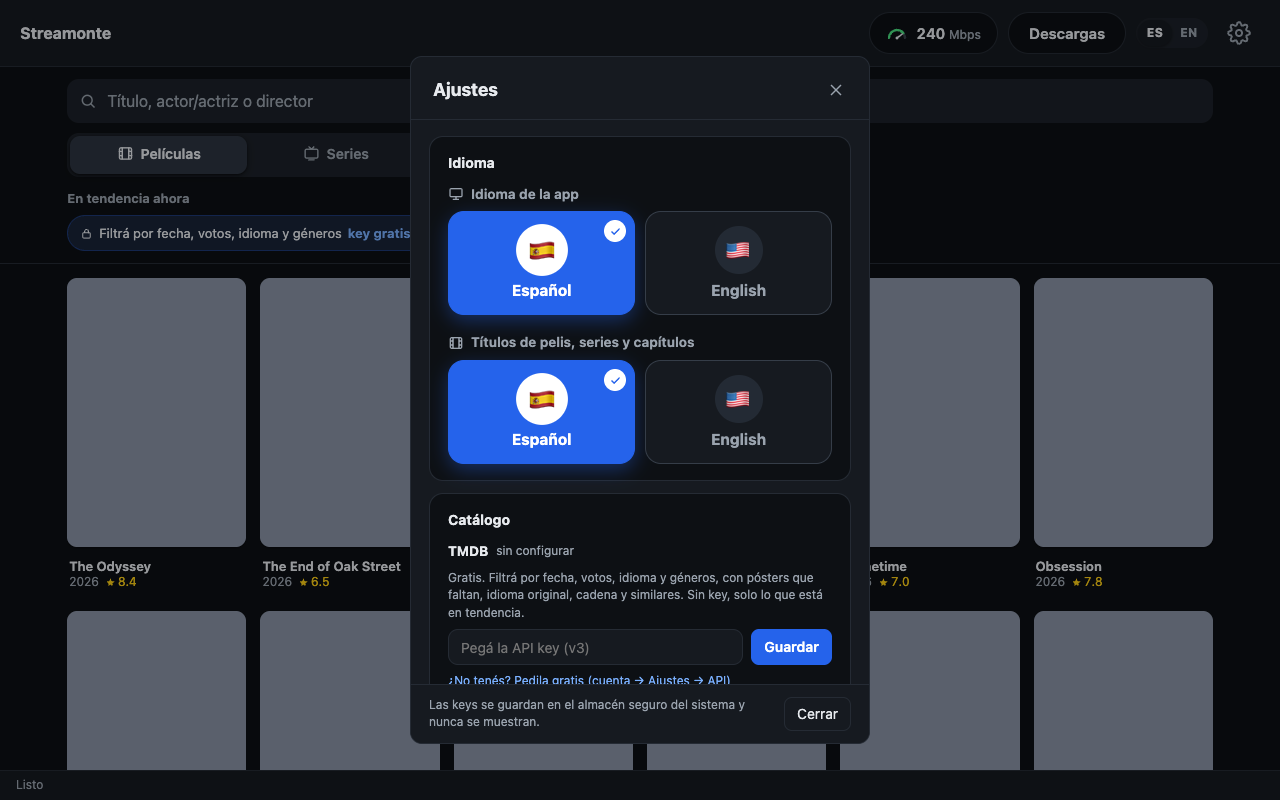 Streamonte
240 Mbps
Descargas
ES EN
Título, actor/actriz o director
Películas
Series
En tendencia ahora
Filtrá por fecha, votos, idioma y géneros key gratis
Ajustes
Idioma
Idioma de la app
Español
English
Títulos de pelis, series y capítulos
Español
English
Catálogo
TMDB sin configurar
Gratis. Filtrá por fecha, votos, idioma y géneros, con pósters que
faltan, idioma original, cadena y similares. Sin key, solo lo que está
en tendencia.
Pegá la API key (v3)
Guardar
¿No tenés? Pedila gratis (cuenta → Ajustes → API)
Las keys se guardan en el almacén seguro del sistema y
nunca se muestran.
Cerrar
The Odyssey
2026 ★ 8.4
The End of Oak Street
2026 ★ 6.5
★ 7.0
Obsession
2026 ★ 7.8
Listo